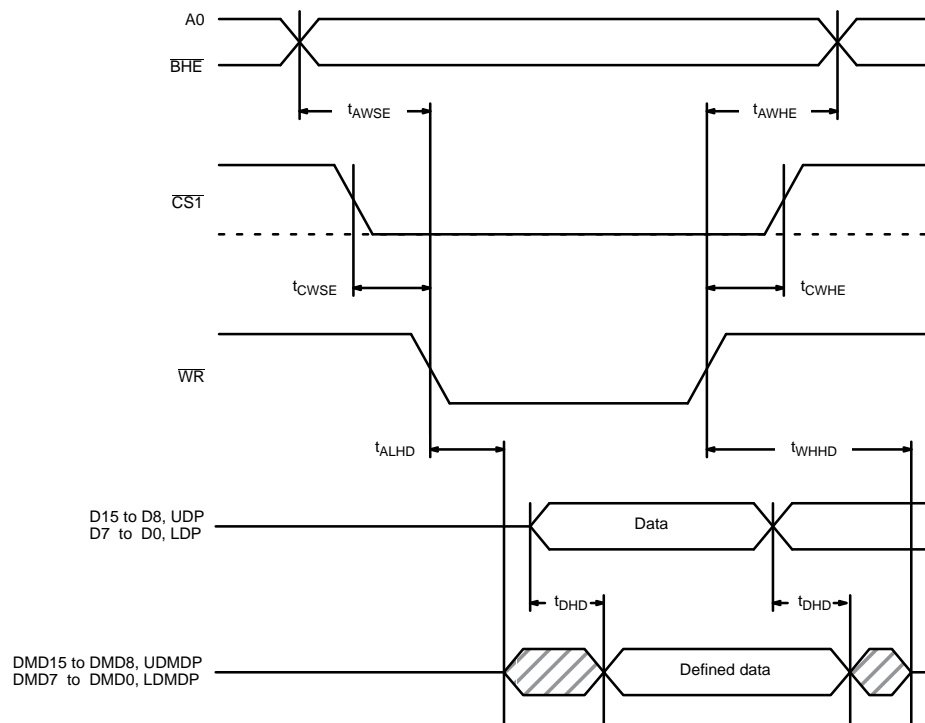 A0
BHE
tAWSE
tAWHE
CS1
tCWSE
tCWHE
WR
tALHD
tWHHD
D15 to D8, UDP
D7 to D0, LDP
Data
tDHD
tDHD
DMD15 to DMD8, UDMDP
DMD7 to DMD0, LDMDP
Defined data